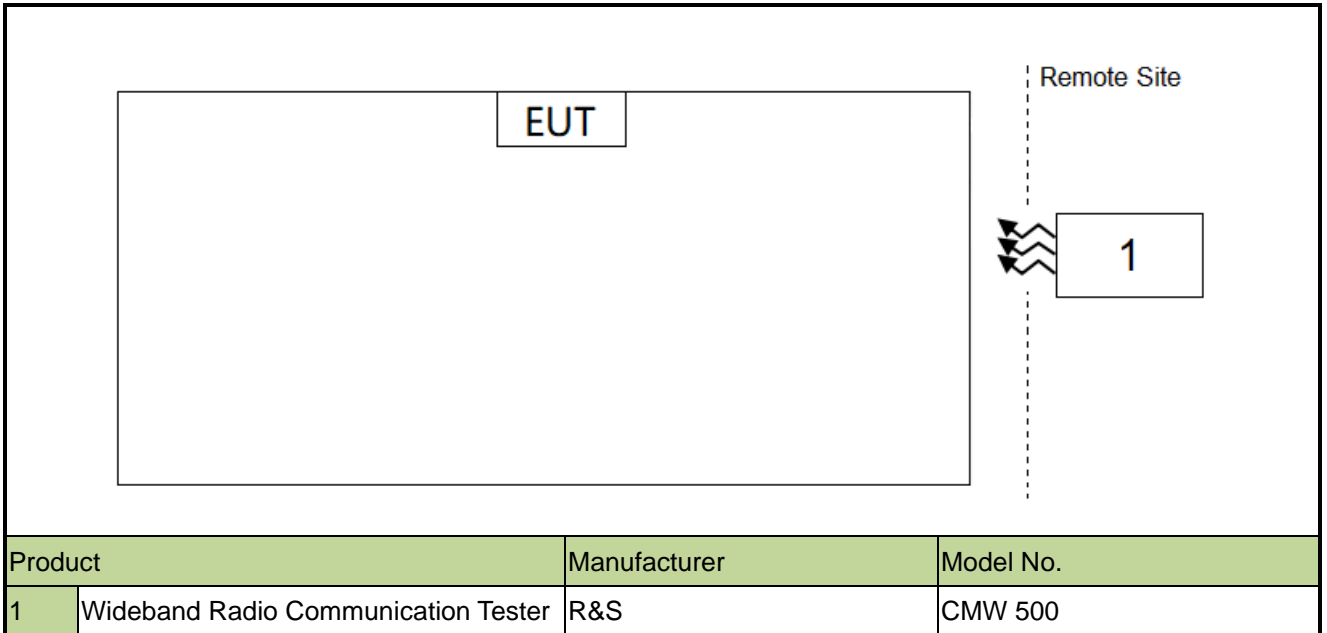 Remote Site
EUT
1
Product Manufacturer Model No.
1 Wideband Radio Communication Tester R&S CMW 500